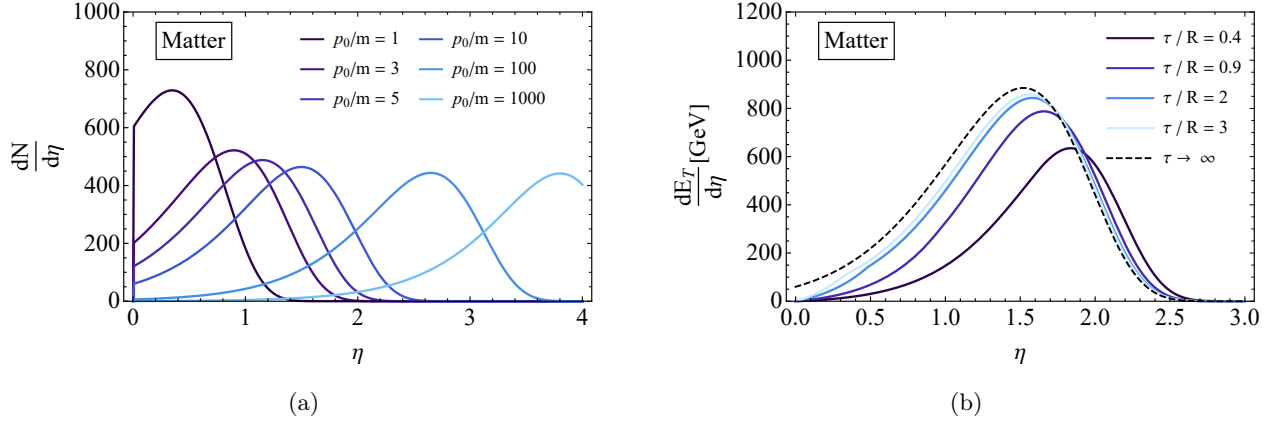 1000
800
600
400
200
0
dN
dη
Matter
p₀/m = 1
p₀/m = 3
p₀/m = 5
p₀/m = 10
p₀/m = 100
p₀/m = 1000
0 1 2 3 4
η
(a)
1200
1000
800
600
400
200
0
dE_T
dη [GeV]
Matter
τ / R = 0.4
τ / R = 0.9
τ / R = 2
τ / R = 3
τ → ∞
0.0 0.5 1.0 1.5 2.0 2.5 3.0
η
(b)